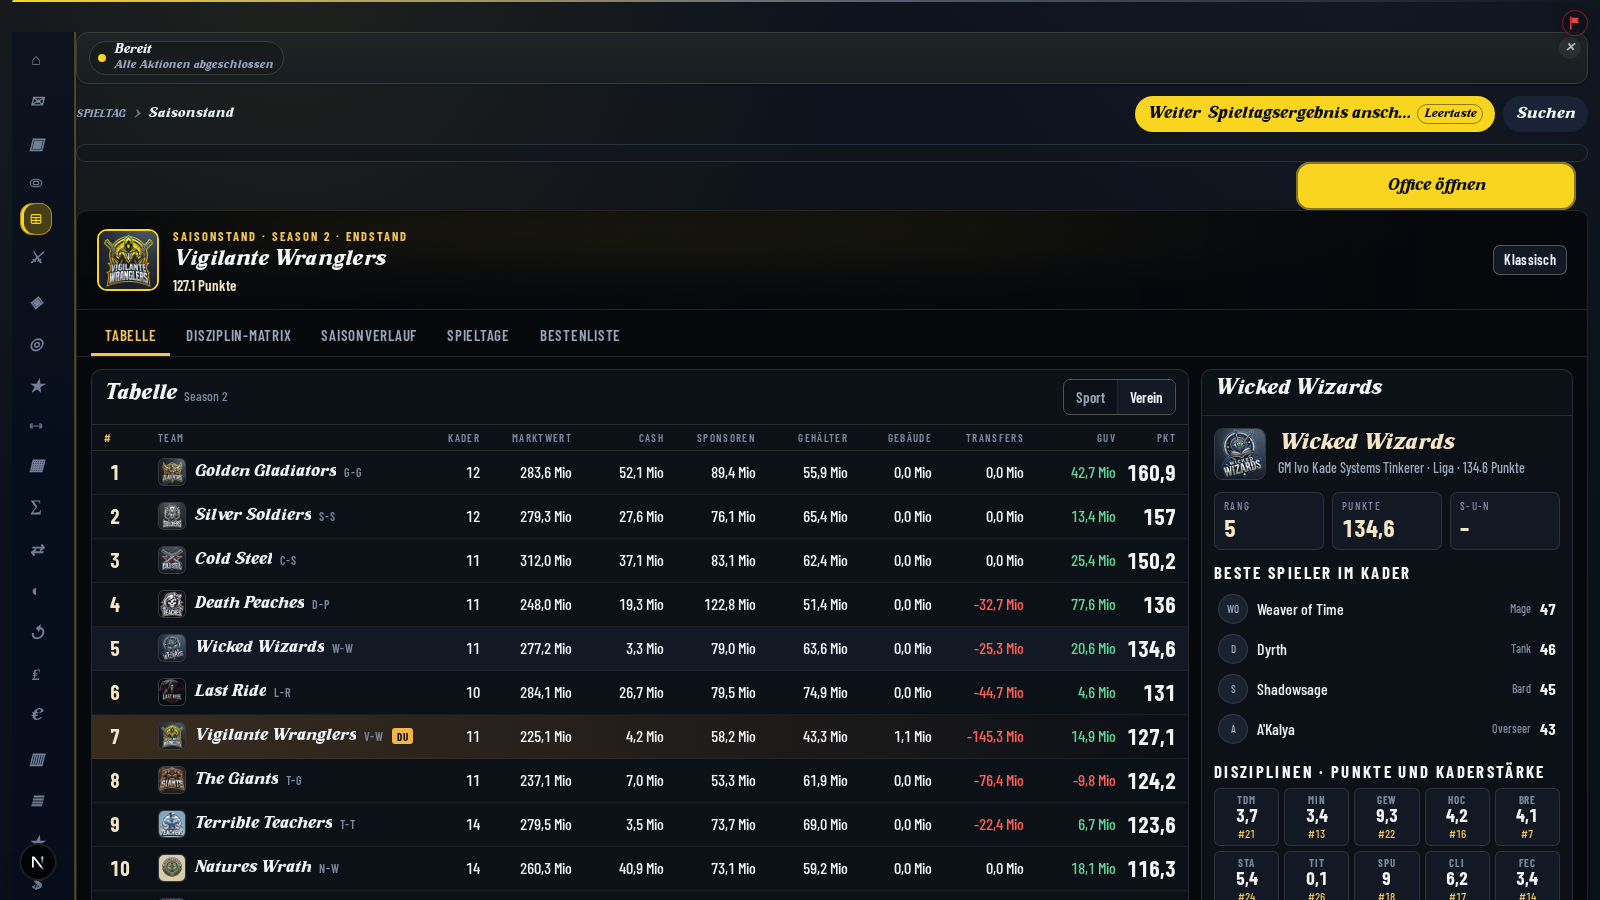 Bereit
Alle Aktionen abgeschlossen
SPIELTAG › Saisonstand
Weiter Spieltagsergebnis ansch... Leertaste
Suchen
Office öffnen
SAISONSTAND · SEASON 2 · ENDSTAND
Vigilante Wranglers
127.1 Punkte
Klassisch
TABELLE DISZIPLIN-MATRIX SAISONVERLAUF SPIELTAGE BESTENLISTE
Tabelle Season 2
Sport Verein
# TEAM KADER MARKTWERT CASH SPONSOREN GEHÄLTER GEBÄUDE TRANSFERS GUV PKT
1 Golden Gladiators G-G 12 283,6 Mio 52,1 Mio 89,4 Mio 55,9 Mio 0,0 Mio 0,0 Mio 42,7 Mio 160,9
2 Silver Soldiers S-S 12 279,3 Mio 27,6 Mio 76,1 Mio 65,4 Mio 0,0 Mio 0,0 Mio 13,4 Mio 157
3 Cold Steel C-S 11 312,0 Mio 37,1 Mio 83,1 Mio 62,4 Mio 0,0 Mio 0,0 Mio 25,4 Mio 150,2
4 Death Peaches D-P 11 248,0 Mio 19,3 Mio 122,8 Mio 51,4 Mio 0,0 Mio -32,7 Mio 77,6 Mio 136
5 Wicked Wizards W-W 11 277,2 Mio 3,3 Mio 79,0 Mio 63,6 Mio 0,0 Mio -25,3 Mio 20,6 Mio 134,6
6 Last Ride L-R 10 284,1 Mio 26,7 Mio 79,5 Mio 74,9 Mio 0,0 Mio -44,7 Mio 4,6 Mio 131
7 Vigilante Wranglers V-W DU 11 225,1 Mio 4,2 Mio 58,2 Mio 43,3 Mio 1,1 Mio -145,3 Mio 14,9 Mio 127,1
8 The Giants T-G 11 237,1 Mio 7,0 Mio 53,3 Mio 61,9 Mio 0,0 Mio -76,4 Mio -9,8 Mio 124,2
9 Terrible Teachers T-T 14 279,5 Mio 3,5 Mio 73,7 Mio 69,0 Mio 0,0 Mio -22,4 Mio 6,7 Mio 123,6
10 Natures Wrath N-W 14 260,3 Mio 40,9 Mio 73,1 Mio 59,2 Mio 0,0 Mio 0,0 Mio 18,1 Mio 116,3
Wicked Wizards
Wicked Wizards
GM Ivo Kade Systems Tinkerer · Liga · 134.6 Punkte
RANG PUNKTE S-U-N
5 134,6 –
BESTE SPIELER IM KADER
WO Weaver of Time Mage 47
D Dyrth Tank 46
S Shadowsage Bard 45
A A'Kalya Overseer 43
DISZIPLINEN · PUNKTE UND KADERSTÄRKE
TDM MIN GEW HOC BRE
3,7 3,4 9,3 4,2 4,1
#21 #13 #22 #16 #7
STA TIT SPU CLI FEC
5,4 0,1 9 6,2 3,4
#24 #26 #18 #17 #14